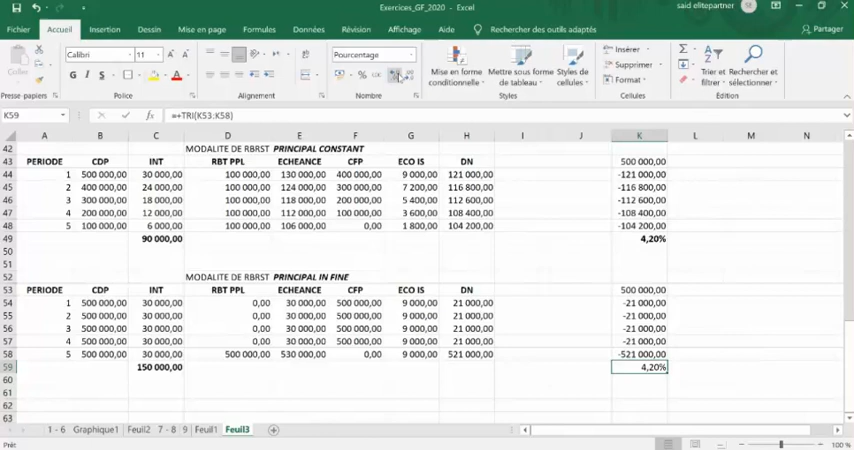 Exercices_GF_2020 - Excel
said elitepartner
SE
Fichier Accueil Insertion Dessin Mise en page Formules Données Révision Affichage Aide Rechercher des outils adaptés Partager
Coller
Calibri 11
G I S
Pourcentage
%
Mise en forme conditionnelle
Mettre sous forme de tableau
Styles de cellules
Insérer
Supprimer
Format
Trier et filtrer
Rechercher et sélectionner
Presse-papiers Police Alignement Nombre Styles Cellules Édition
K59 fx =+TRI(K53:K58)
A B C D E F G H I J K L M N
42 MODALITE DE RBRST PRINCIPAL CONSTANT
43 PERIODE CDP INT RBT PPL ECHEANCE CFP ECO IS DN 500 000,00
44 1 500 000,00 30 000,00 100 000,00 130 000,00 400 000,00 9 000,00 121 000,00 -121 000,00
45 2 400 000,00 24 000,00 100 000,00 124 000,00 300 000,00 7 200,00 116 800,00 -116 800,00
46 3 300 000,00 18 000,00 100 000,00 118 000,00 200 000,00 5 400,00 112 600,00 -112 600,00
47 4 200 000,00 12 000,00 100 000,00 112 000,00 100 000,00 3 600,00 108 400,00 -108 400,00
48 5 100 000,00 6 000,00 100 000,00 106 000,00 0,00 1 800,00 104 200,00 -104 200,00
49 90 000,00 4,20%
50
51
52 MODALITE DE RBRST PRINCIPAL IN FINE
53 PERIODE CDP INT RBT PPL ECHEANCE CFP ECO IS DN 500 000,00
54 1 500 000,00 30 000,00 0,00 30 000,00 500 000,00 9 000,00 21 000,00 -21 000,00
55 2 500 000,00 30 000,00 0,00 30 000,00 500 000,00 9 000,00 21 000,00 -21 000,00
56 3 500 000,00 30 000,00 0,00 30 000,00 500 000,00 9 000,00 21 000,00 -21 000,00
57 4 500 000,00 30 000,00 0,00 30 000,00 500 000,00 9 000,00 21 000,00 -21 000,00
58 5 500 000,00 30 000,00 500 000,00 530 000,00 0,00 9 000,00 521 000,00 -521 000,00
59 150 000,00 4,20%
60
61
62
63
1 - 6 Graphique1 Feuil2 7 - 8 9 Feuil1 Feuil3
Prêt 100 %